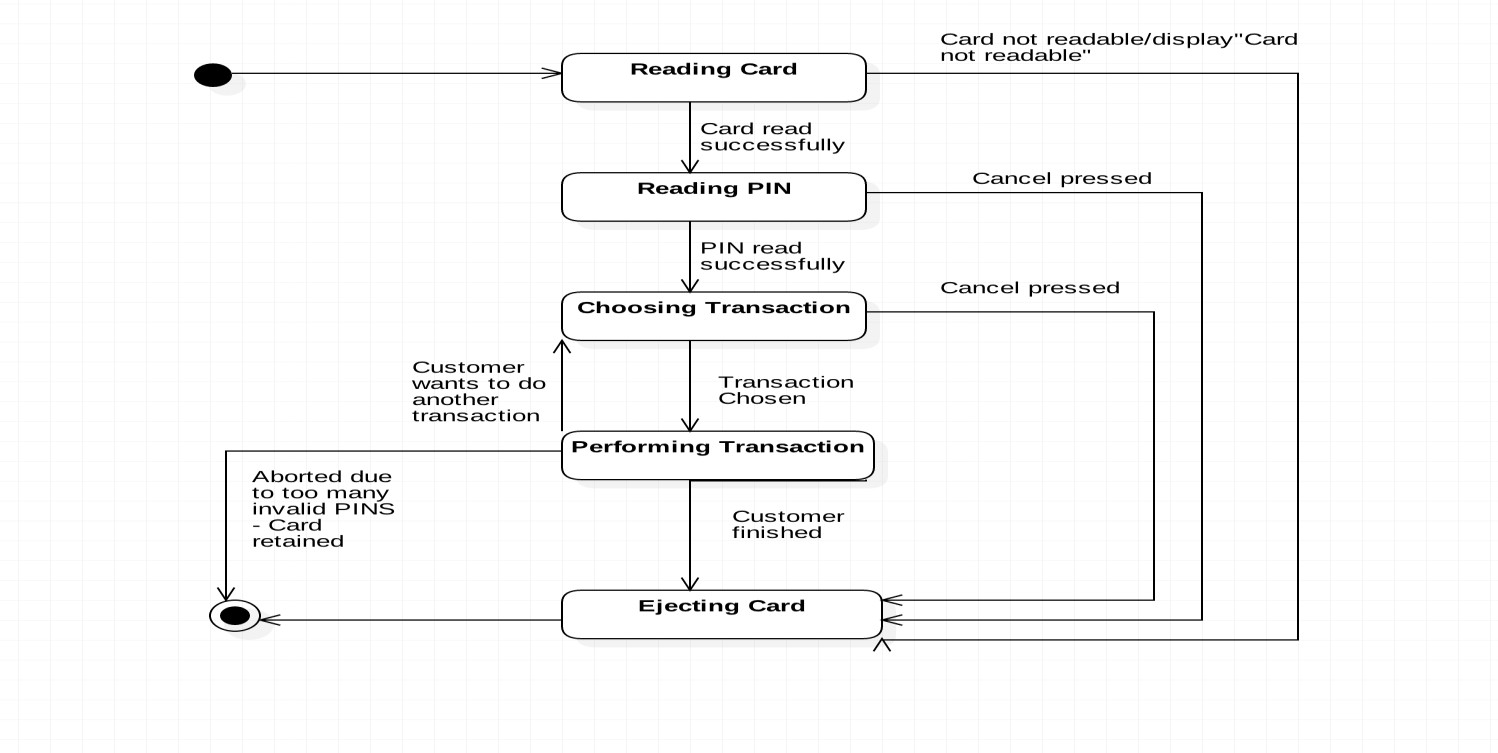 Card not readable/display"Card
not readable"
Reading Card
Card read
successfully
Reading PIN
Cancel pressed
PIN read
successfully
Choosing Transaction
Cancel pressed
Customer
wants to do
another
transaction
Transaction
Chosen
Performing Transaction
Aborted due
to too many
invalid PINS
- Card
retained
Customer
finished
Ejecting Card